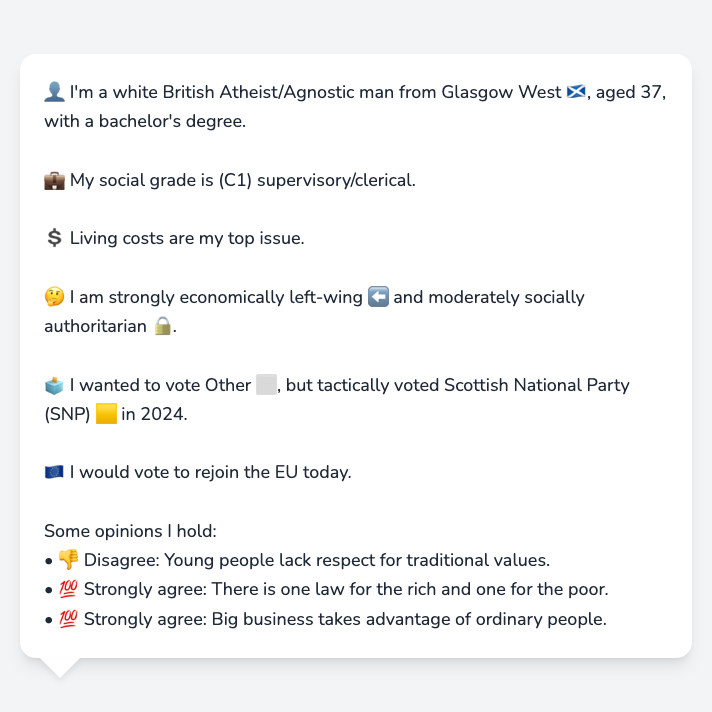 👤 I'm a white British Atheist/Agnostic man from Glasgow West 🏴󠁧󠁢󠁳󠁣󠁴󠁿, aged 37,
with a bachelor's degree.
💼 My social grade is (C1) supervisory/clerical.
💲 Living costs are my top issue.
🤔 I am strongly economically left-wing ⬅️ and moderately socially
authoritarian 🔒.
🗳️ I wanted to vote Other ⬜, but tactically voted Scottish National Party
(SNP) 🟨 in 2024.
🇪🇺 I would vote to rejoin the EU today.
Some opinions I hold:
• 👎 Disagree: Young people lack respect for traditional values.
• 💯 Strongly agree: There is one law for the rich and one for the poor.
• 💯 Strongly agree: Big business takes advantage of ordinary people.